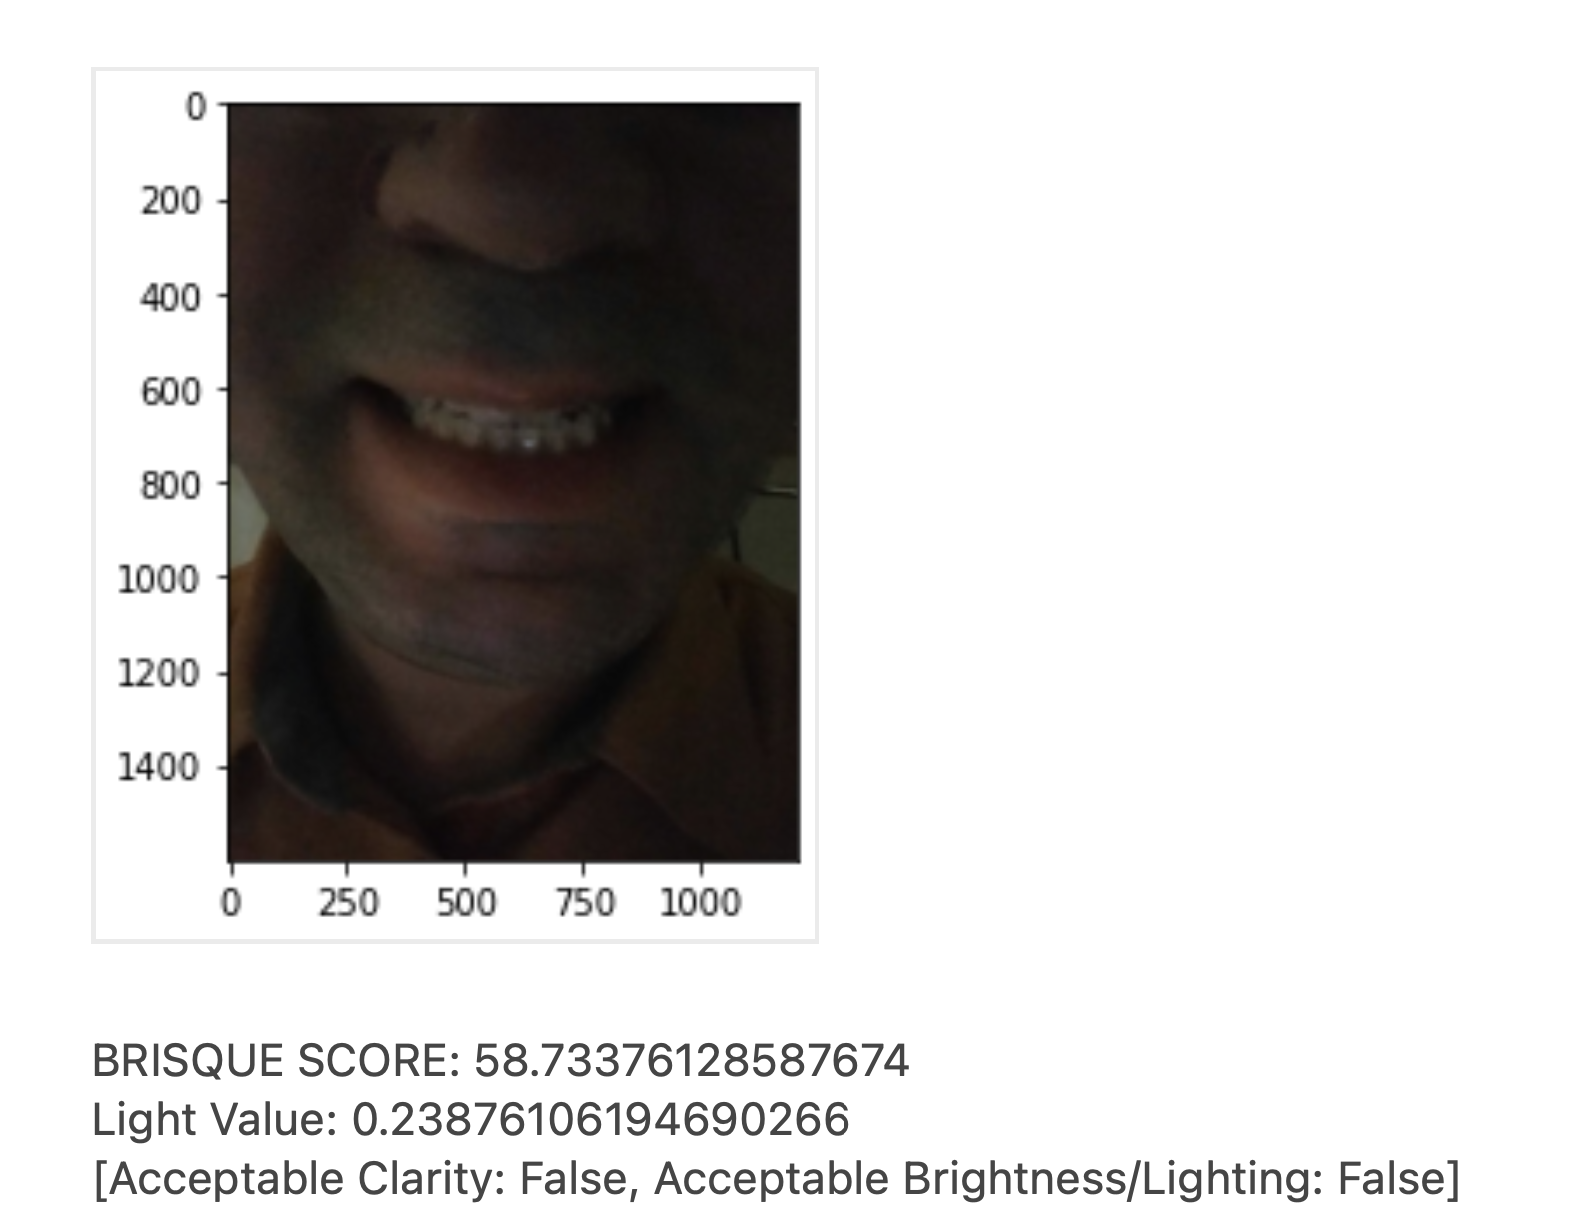 0
200
400
600
800
1000
1200
1400
0 250 500 750 1000
BRISQUE SCORE: 58.73376128587674
Light Value: 0.23876106194690266
[Acceptable Clarity: False, Acceptable Brightness/Lighting: False]